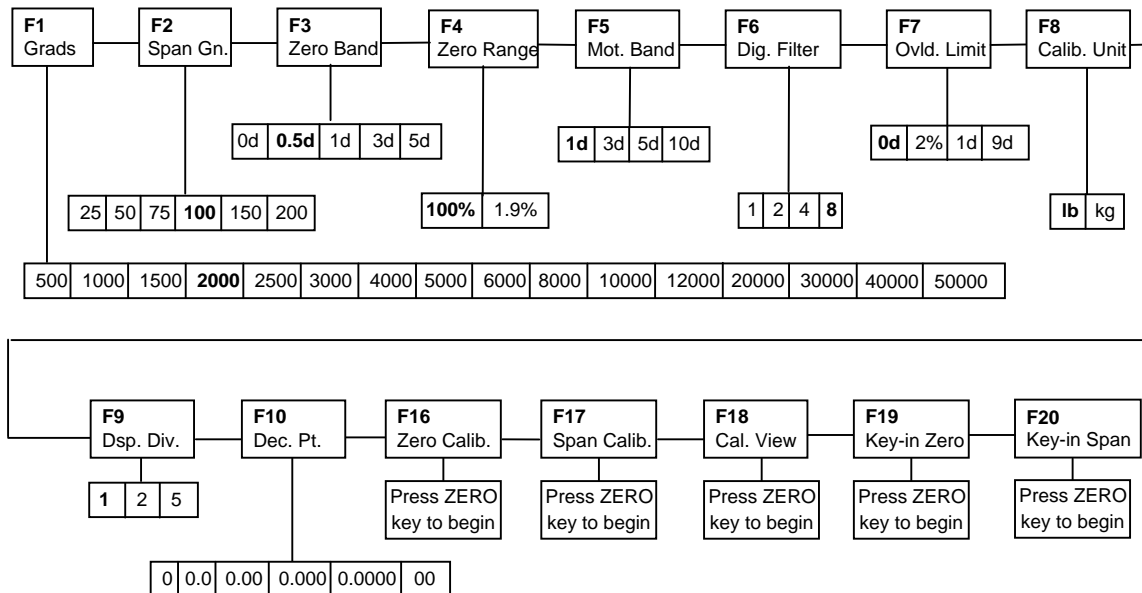 F1 F2 F3 F4 F5 F6 F7 F8
Grads Span Gn. Zero Band Zero Range Mot. Band Dig. Filter Ovld. Limit Calib. Unit
0d 0.5d 1d 3d 5d 1d 3d 5d 10d 0d 2% 1d 9d
25 50 75 100 150 200 100% 1.9% 1 2 4 8 lb kg
500 1000 1500 2000 2500 3000 4000 5000 6000 8000 10000 12000 20000 30000 40000 50000
F9 F10 F16 F17 F18 F19 F20
Dsp. Div. Dec. Pt. Zero Calib. Span Calib. Cal. View Key-in Zero Key-in Span
1 2 5 Press ZERO Press ZERO Press ZERO Press ZERO Press ZERO
key to begin key to begin key to begin key to begin key to begin
0 0.0 0.00 0.000 0.0000 00